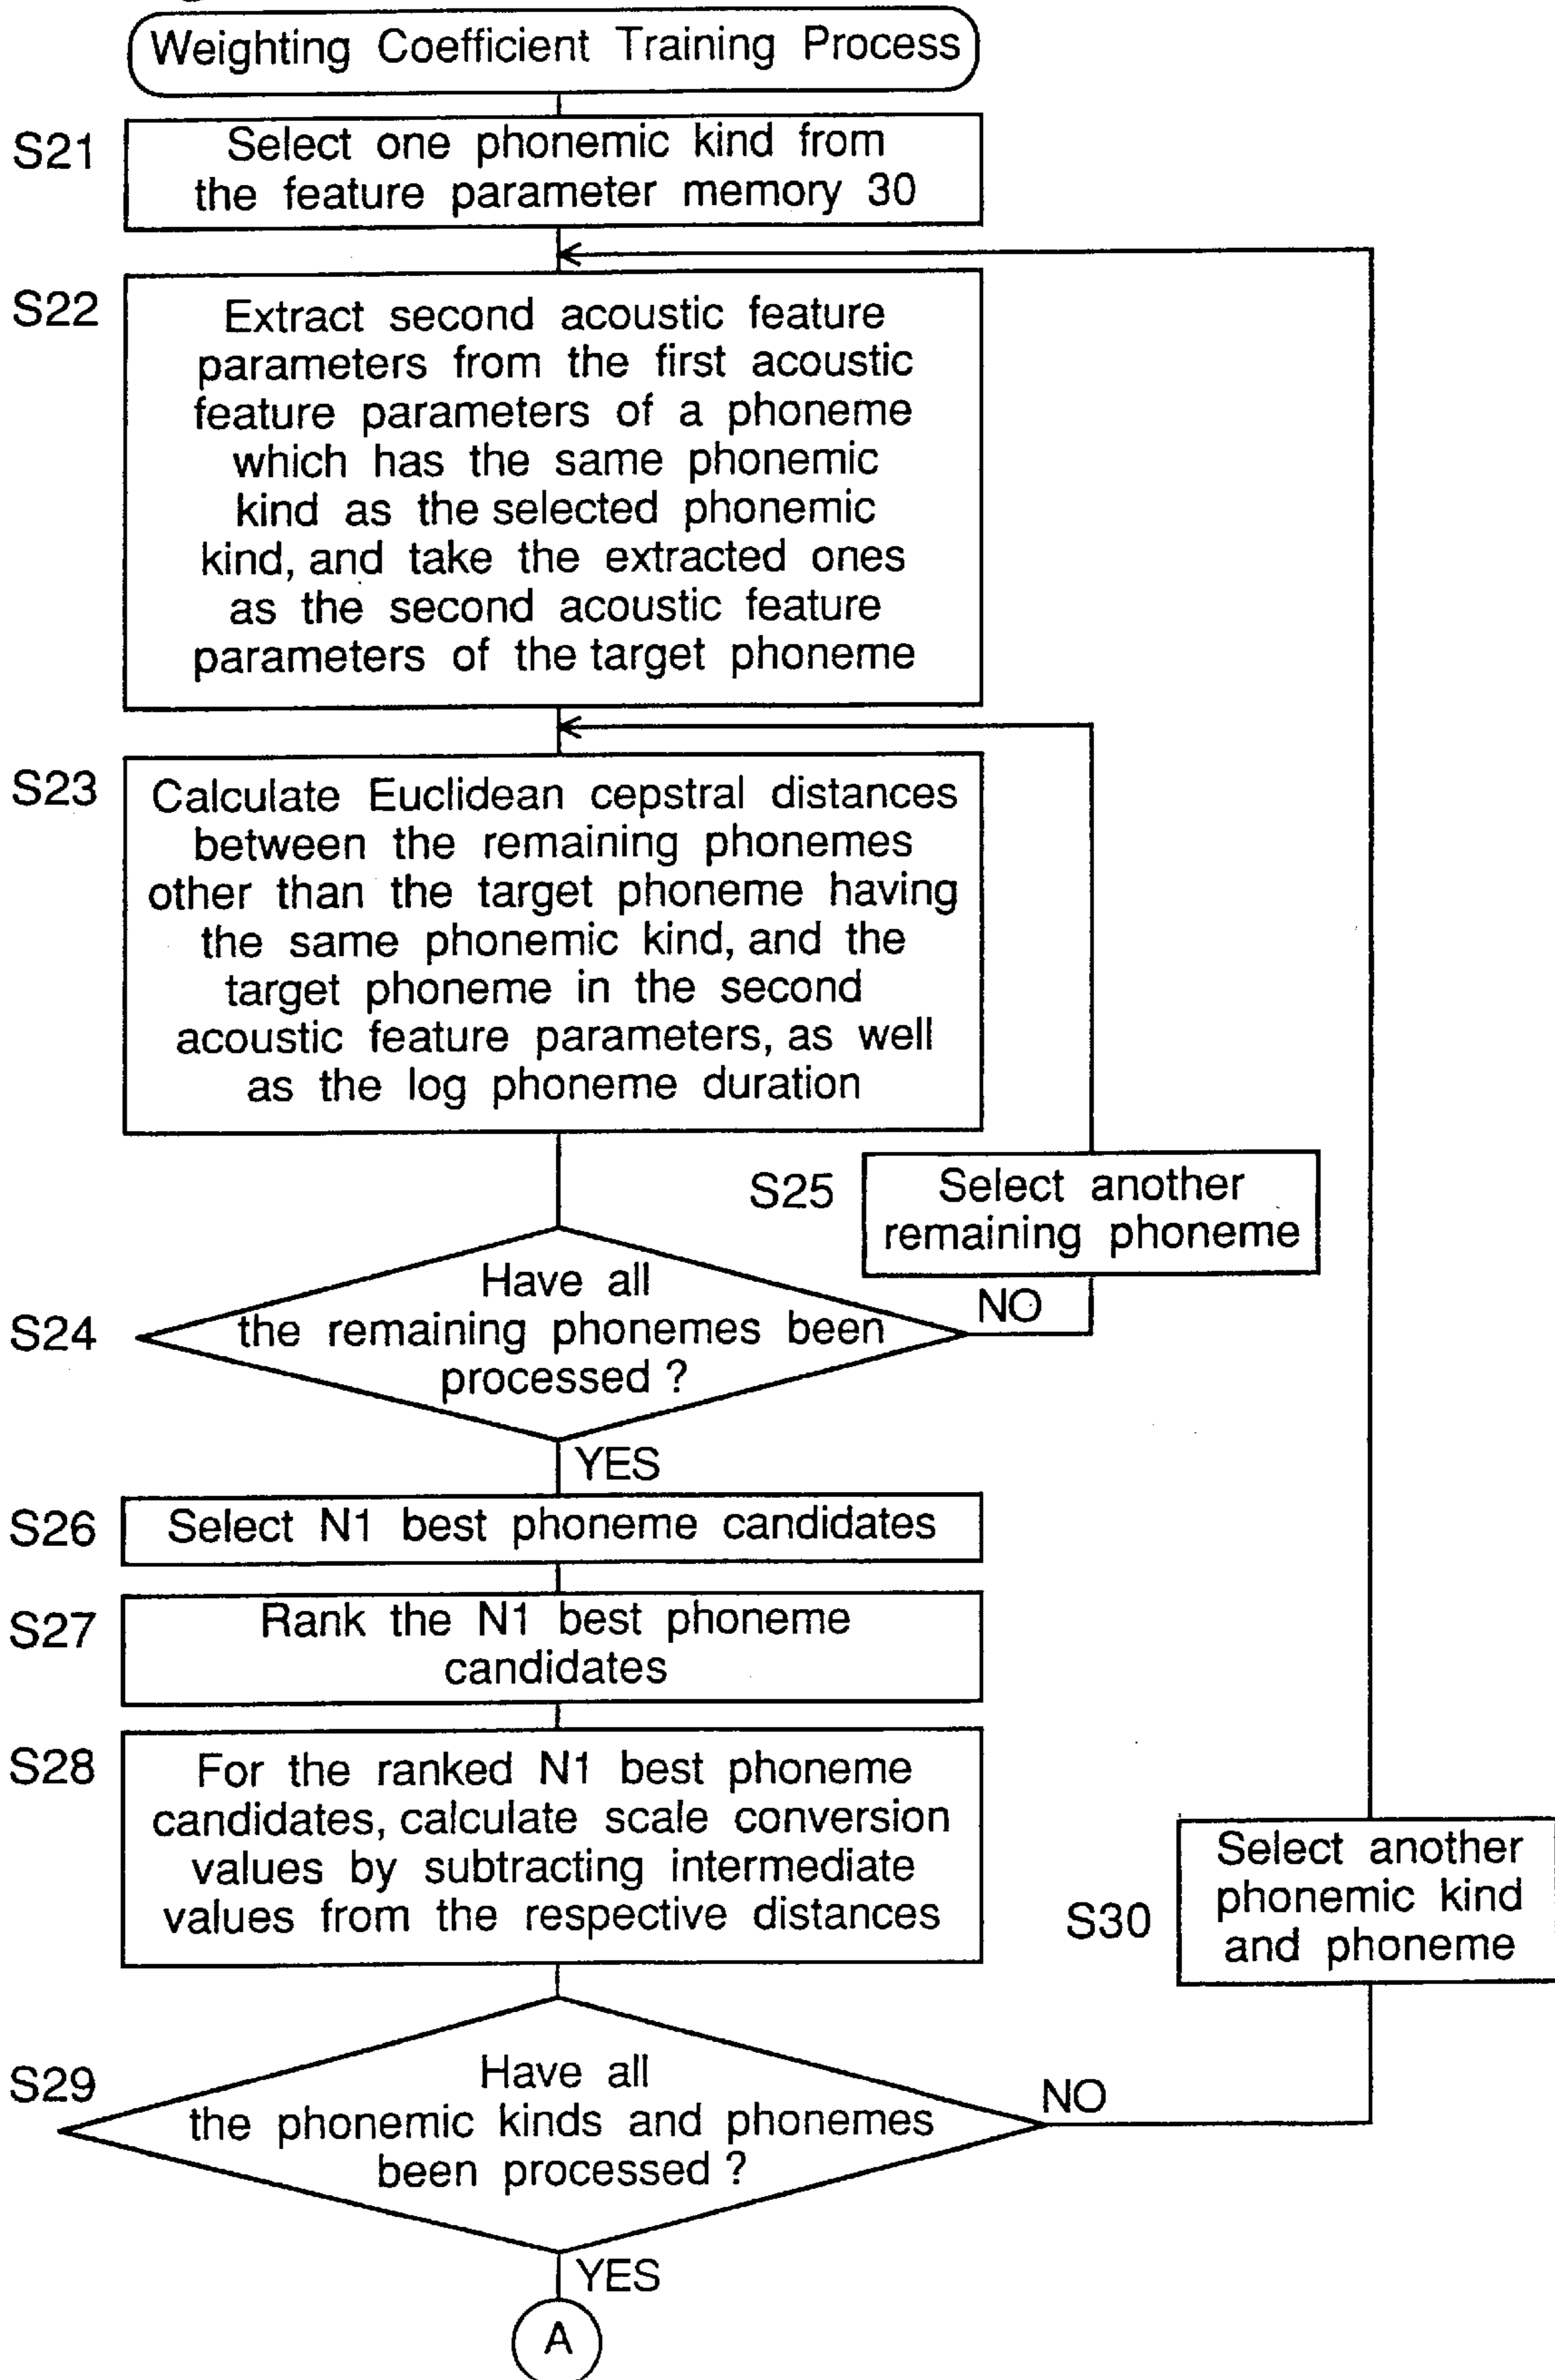 Weighting Coefficient Training Process
S21
Select one phonemic kind from
the feature parameter memory 30
S22
Extract second acoustic feature
parameters from the first acoustic
feature parameters of a phoneme
which has the same phonemic
kind as the selected phonemic
kind, and take the extracted ones
as the second acoustic feature
parameters of the target phoneme
S23
Calculate Euclidean cepstral distances
between the remaining phonemes
other than the target phoneme having
the same phonemic kind, and the
target phoneme in the second
acoustic feature parameters, as well
as the log phoneme duration
S25
Select another
remaining phoneme
S24
Have all
the remaining phonemes been
processed ?
NO
YES
S26
Select N1 best phoneme candidates
S27
Rank the N1 best phoneme
candidates
S28
For the ranked N1 best phoneme
candidates, calculate scale conversion
values by subtracting intermediate
values from the respective distances
S30
Select another
phonemic kind
and phoneme
S29
Have all
the phonemic kinds and phonemes
been processed ?
NO
YES
A